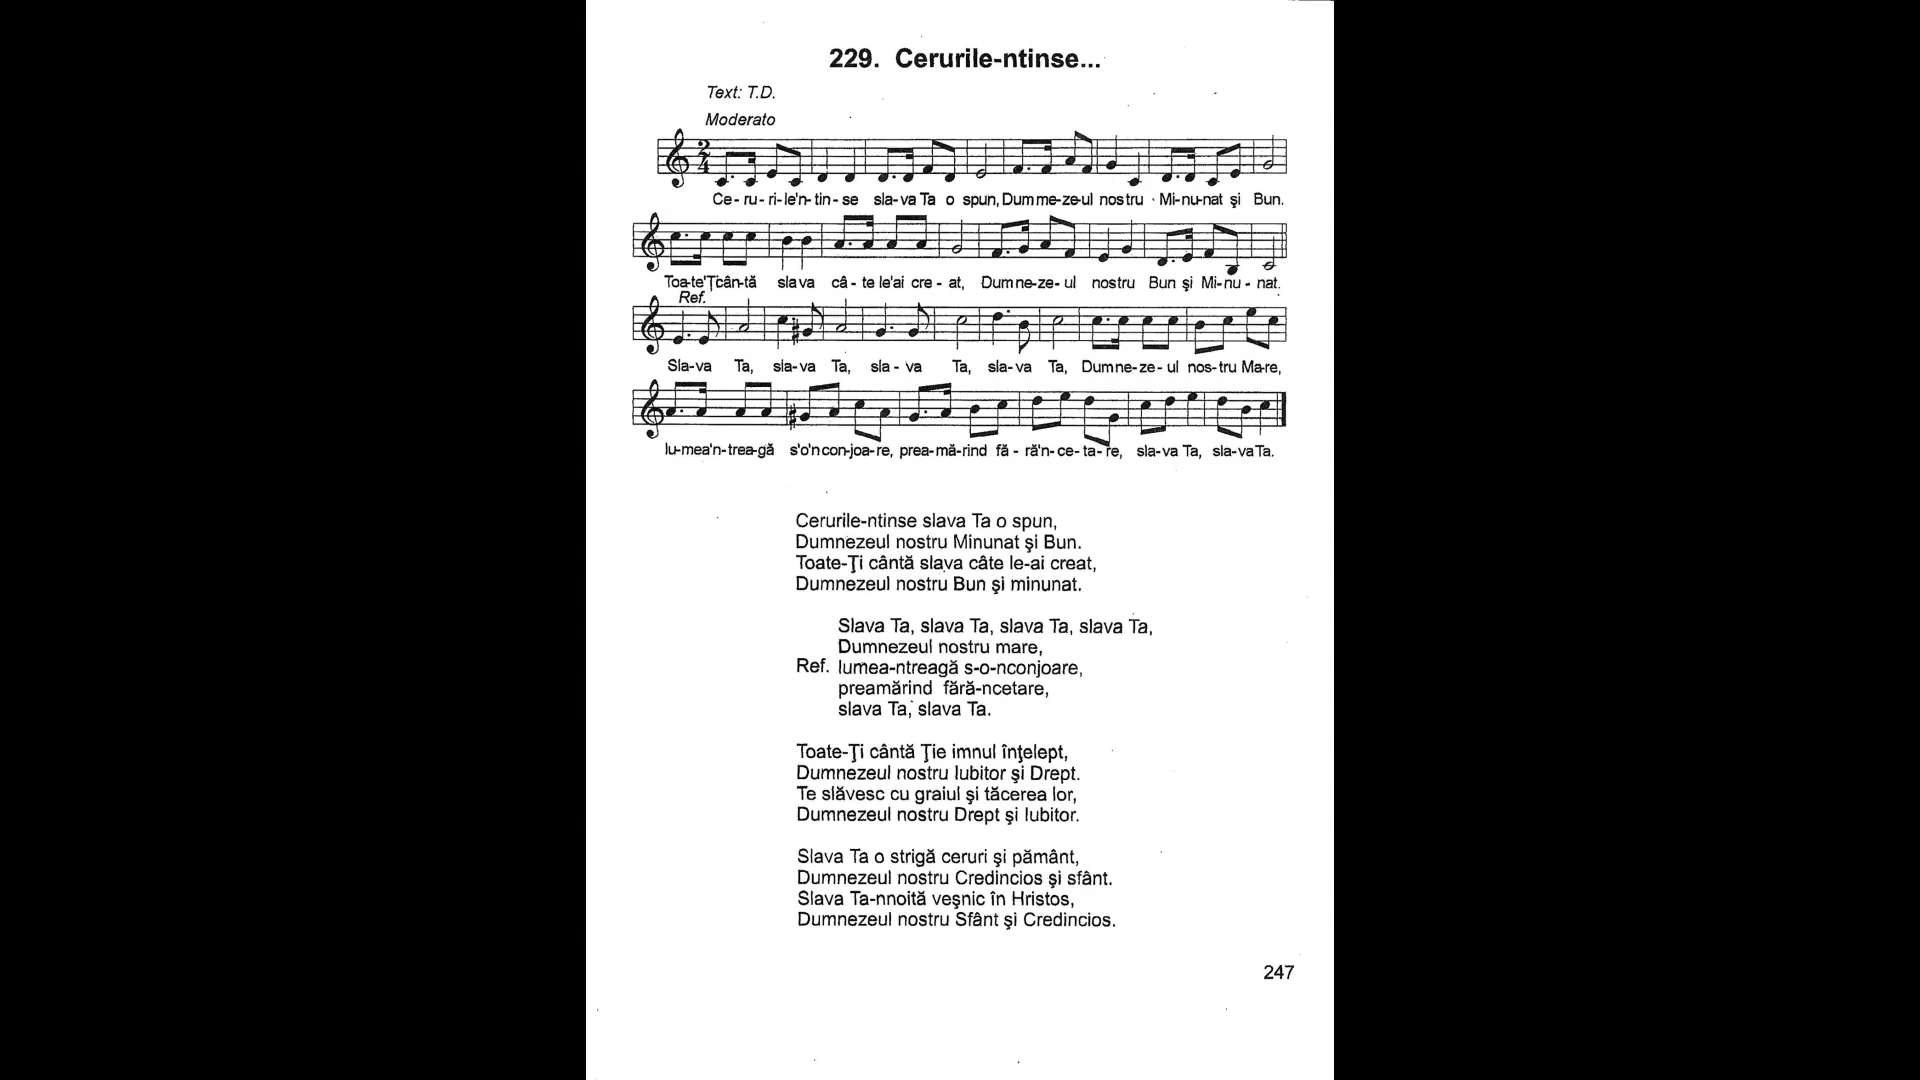 229. Cerurile-ntinse...
Text: T.D.
Moderato
Ce- ru- ri-le'n- tin- se sla-va Ta o spun, Dum me-ze-ul nos tru Mi-nu-nat şi Bun.
Toa-te'Ţ cân-tă sla va câ - te le'ai cre - at, Dum ne-ze- ul nostru Bun şi Mi-nu - nat.
Ref.
Sla-va Ta, sla-va Ta, sla - va Ta, sla-va Ta, Dum ne-ze- ul nos-tru Ma-re,
lu-mea'n-trea-gă s'o'n con-joa-re, prea-mă-rind fă - ră'n-ce-ta-re, sla-va Ta, sla-va Ta.
Cerurile-ntinse slava Ta o spun,
Dumnezeul nostru Minunat şi Bun.
Toate-Ţi cântă slava câte le-ai creat,
Dumnezeul nostru Bun şi minunat.
Slava Ta, slava Ta, slava Ta, slava Ta,
Dumnezeul nostru mare,
Ref. lumea-ntreagă s-o-nconjoare,
preamărind fără-ncetare,
slava Ta, slava Ta.
Toate-Ţi cântă Ţie imnul înţelept,
Dumnezeul nostru Iubitor şi Drept.
Te slăvesc cu graiul şi tăcerea lor,
Dumnezeul nostru Drept şi Iubitor.
Slava Ta o strigă ceruri şi pământ,
Dumnezeul nostru Credincios şi sfânt.
Slava Ta-nnoită veşnic în Hristos,
Dumnezeul nostru Sfânt şi Credincios.
247